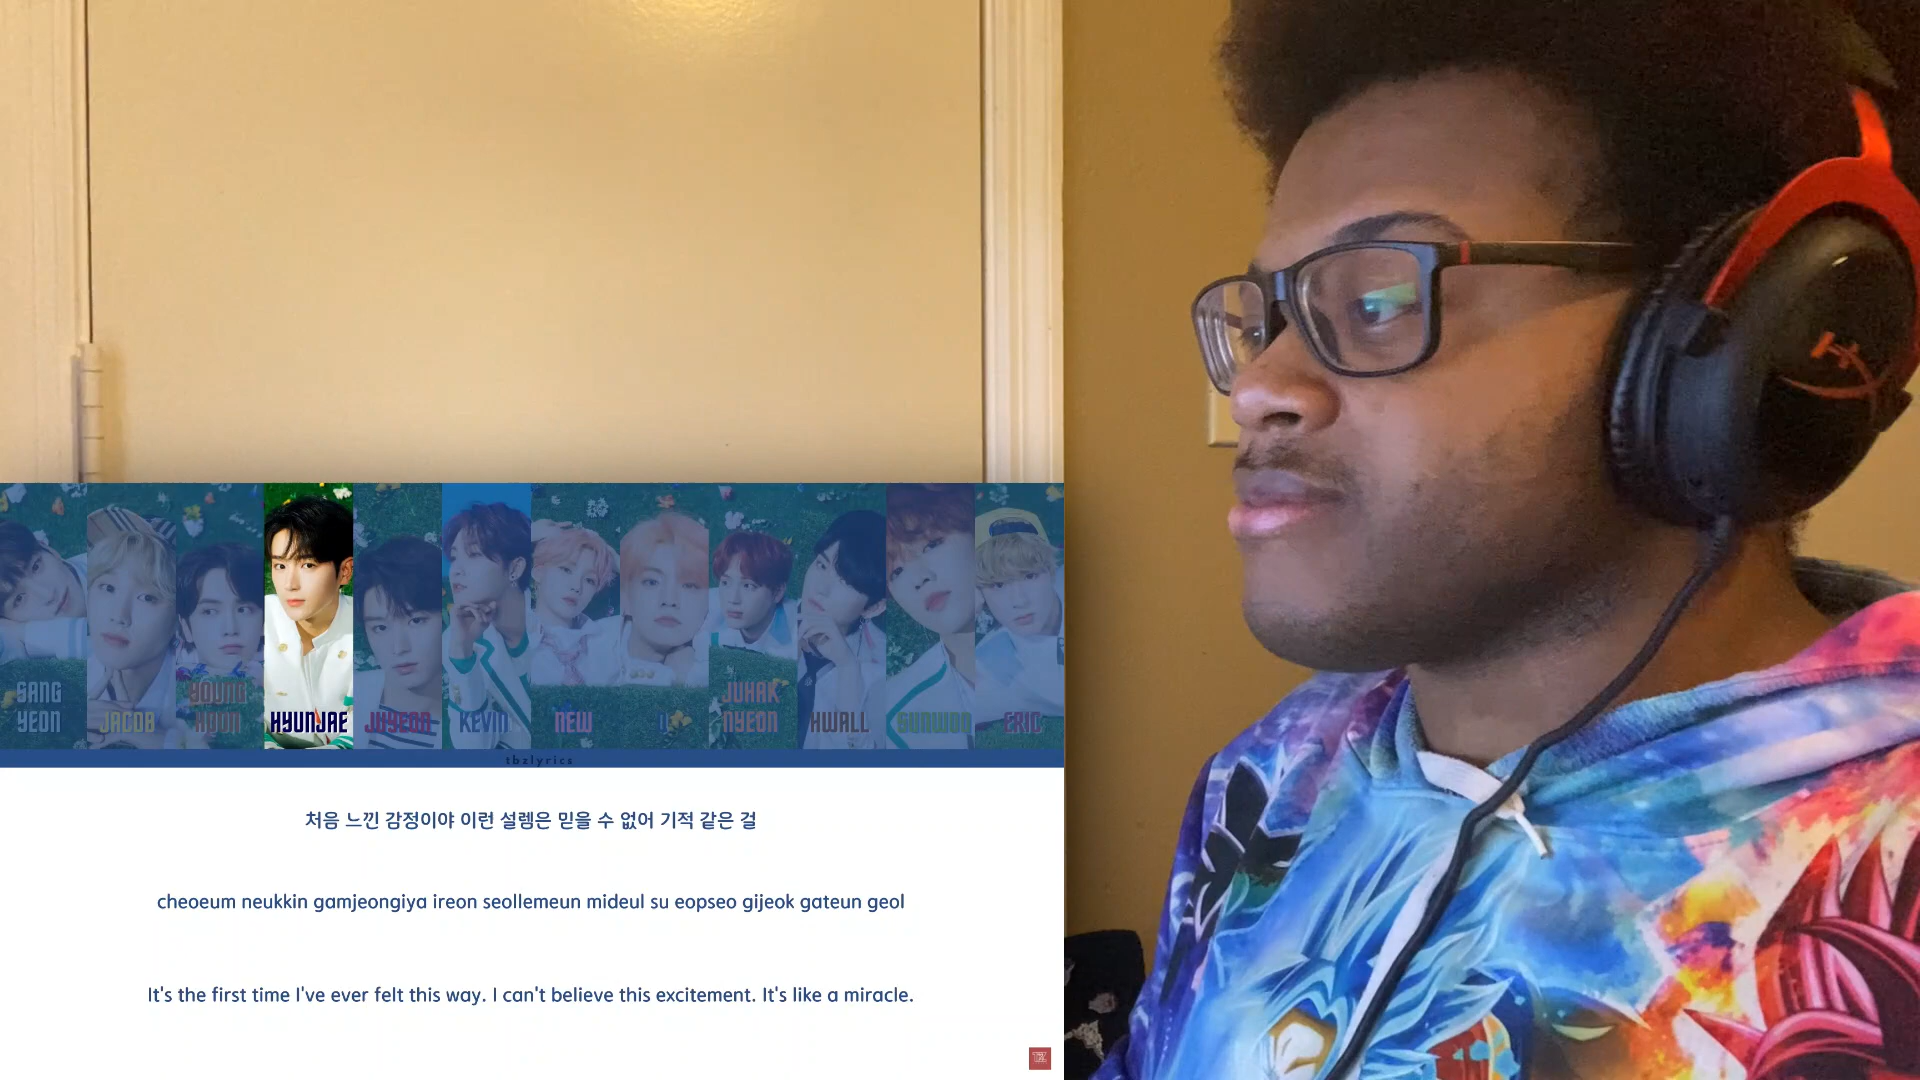 SANG YEON
JACOB
YOUNG HOON
HYUNJAE
JUYEON
KEVIN
NEW
Q
JUHAK NYEON
HWALL
SUNWOO
ERIC
tbzlyrics
처음 느낀 감정이야 이런 설렘은 믿을 수 없어 기적 같은 걸
cheoeum neukkin gamjeongiya ireon seollemeun mideul su eopseo gijeok gateun geol
It's the first time I've ever felt this way. I can't believe this excitement. It's like a miracle.